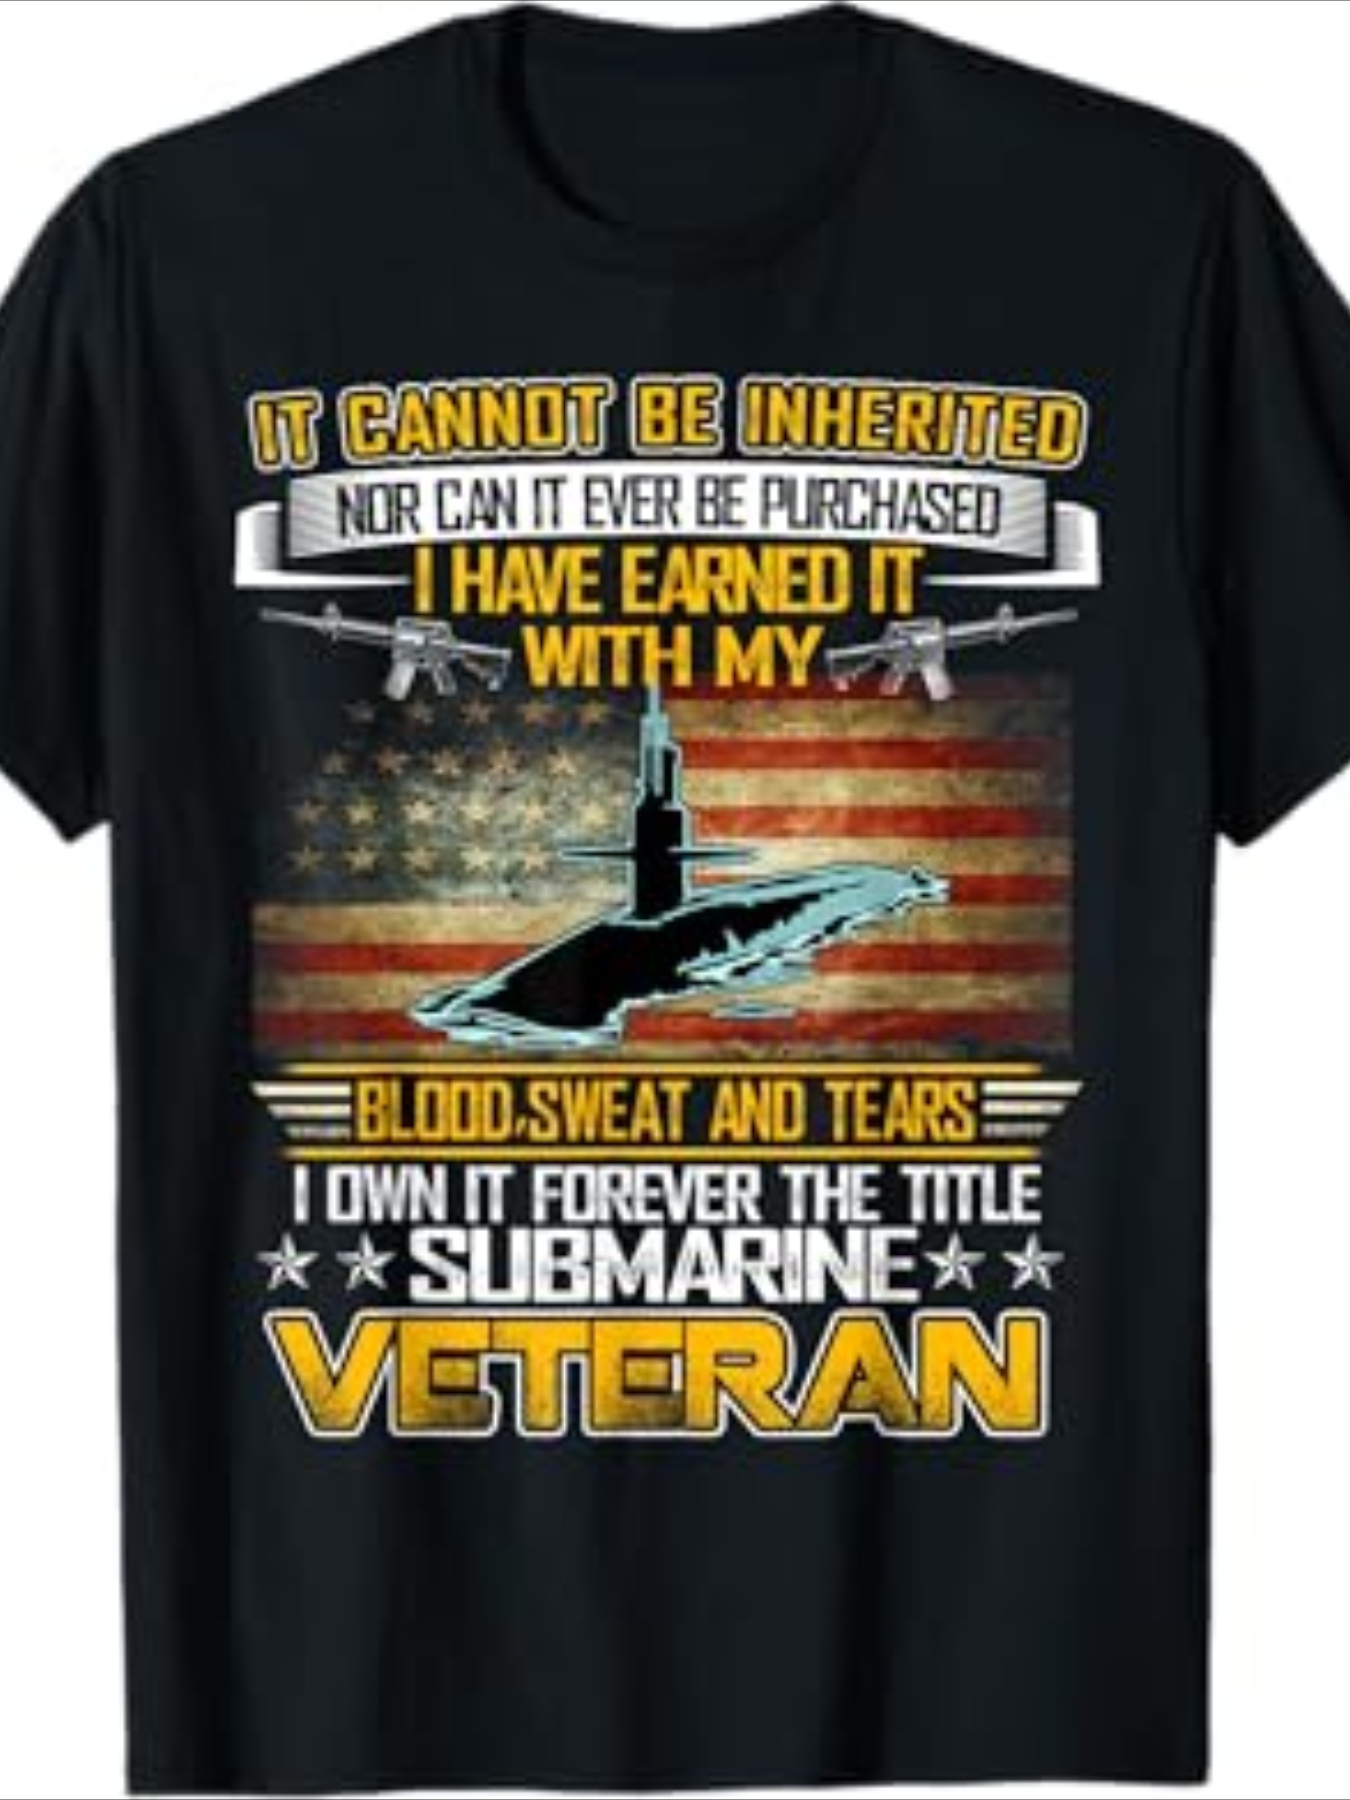 IT CANNOT BE INHERITED
NOR CAN IT EVER BE PURCHASED
I HAVE EARNED IT
WITH MY
BLOOD, SWEAT AND TEARS
I OWN IT FOREVER THE TITLE
SUBMARINE
VETERAN